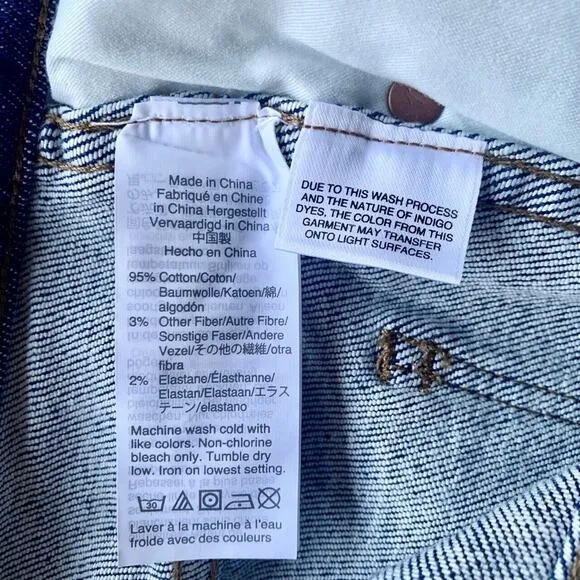 Made in China
Fabriqué en Chine
in China Hergestellt
Vervaardigd in China
中国製
Hecho en China
95% Cotton/Coton/
Baumwolle/Katoen/綿/
algodón
3% Other Fiber/Autre Fibre/
Sonstige Faser/Andere
Vezel/その他の繊維/otra
fibra
2% Elastane/Élasthanne/
Elastan/Elastaan/エラス
テーン/elastano
Machine wash cold with
like colors. Non-chlorine
bleach only. Tumble dry
low. Iron on lowest setting.
30
Laver à la machine à l'eau
froide avec des couleurs
DUE TO THIS WASH PROCESS
AND THE NATURE OF INDIGO
DYES, THE COLOR FROM THIS
GARMENT MAY TRANSFER
ONTO LIGHT SURFACES.